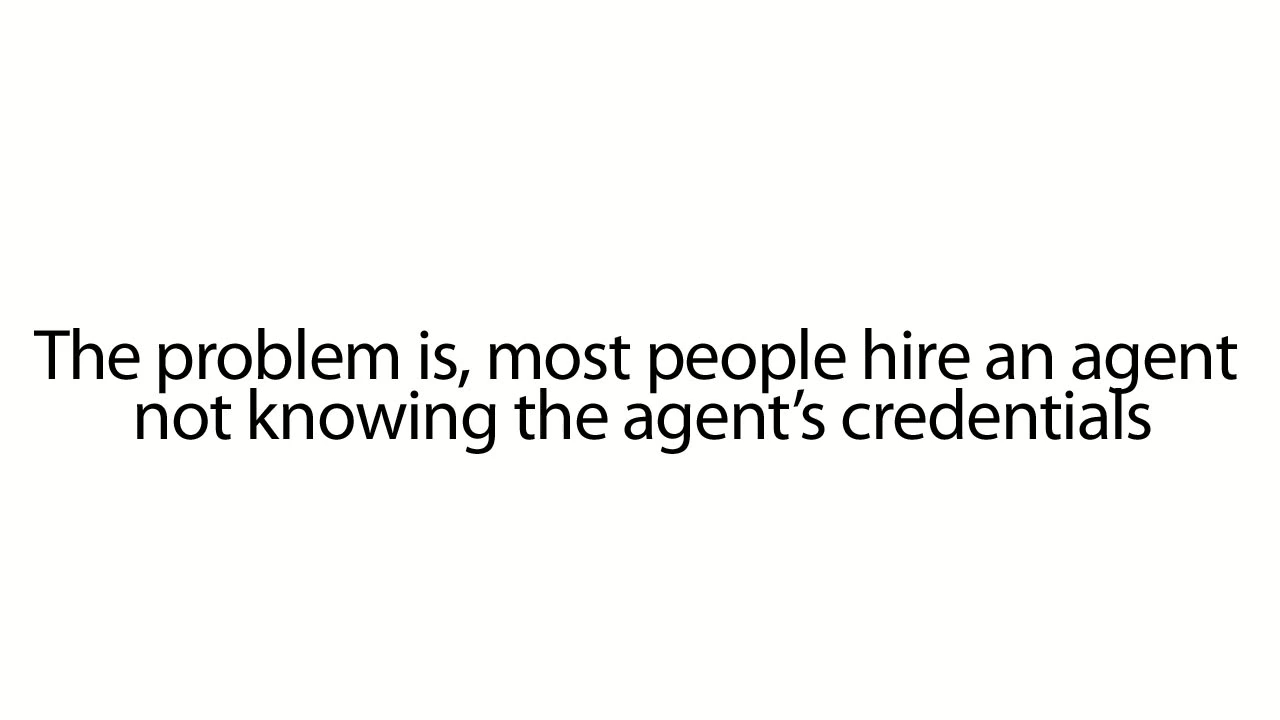 The problem is, most people hire an agent
not knowing the agent’s credentials